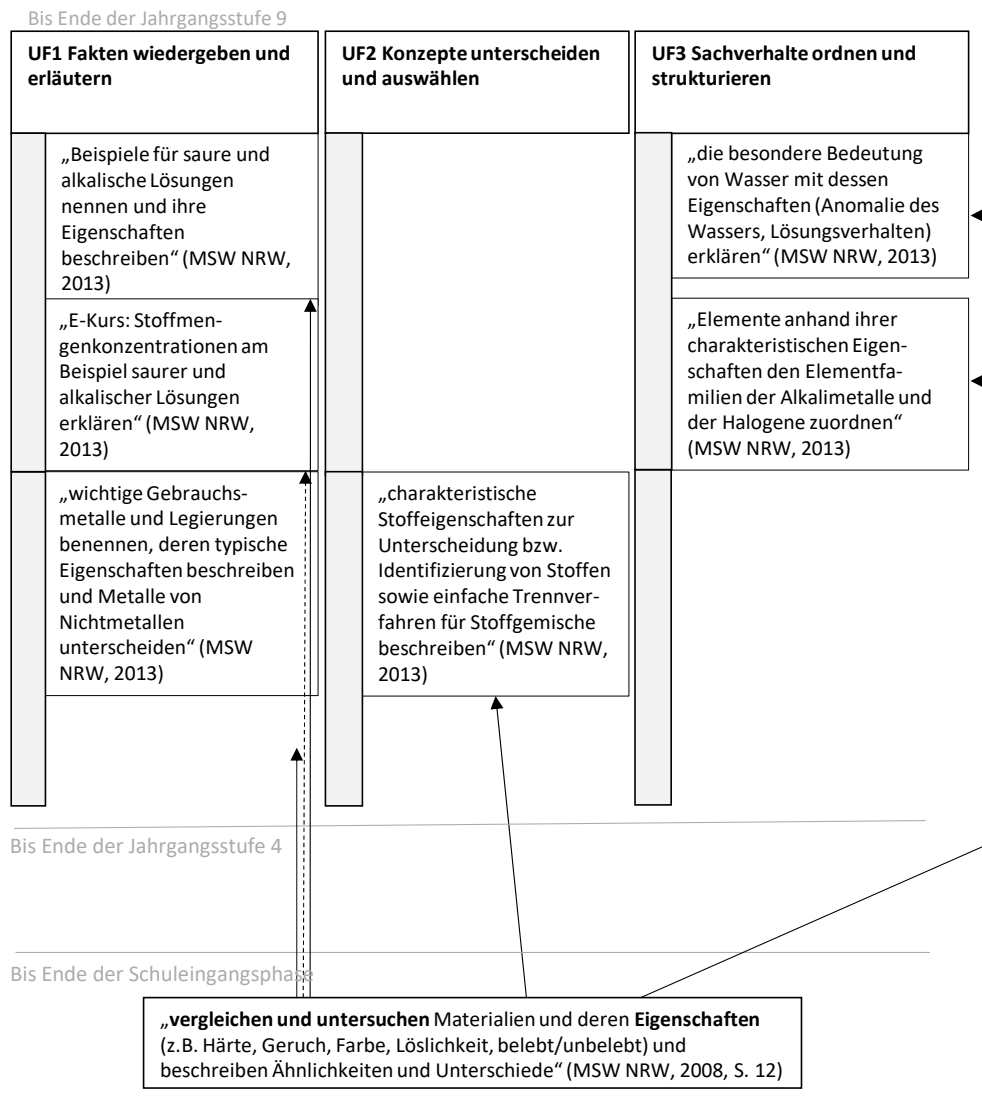 Bis Ende der Jahrgangsstufe 9
UF1 Fakten wiedergeben und
erläutern
UF2 Konzepte unterscheiden
und auswählen
UF3 Sachverhalte ordnen und
strukturieren
„Beispiele für saure und
alkalische Lösungen
nennen und ihre
Eigenschaften
beschreiben“ (MSW NRW,
2013)
„die besondere Bedeutung
von Wasser mit dessen
Eigenschaften (Anomalie des
Wassers, Lösungsverhalten)
erklären“ (MSW NRW, 2013)
„E-Kurs: Stoffmen-
genkonzentrationen am
Beispiel saurer und
alkalischer Lösungen
erklären“ (MSW NRW,
2013)
„Elemente anhand ihrer
charakteristischen Eigen-
schaften den Elementfa-
milien der Alkalimetalle und
der Halogene zuordnen“
(MSW NRW, 2013)
„wichtige Gebrauchs-
metalle und Legierungen
benennen, deren typische
Eigenschaften beschreiben
und Metalle von
Nichtmetallen
unterscheiden“ (MSW
NRW, 2013)
„charakteristische
Stoffeigenschaften zur
Unterscheidung bzw.
Identifizierung von Stoffen
sowie einfache Trennver-
fahren für Stoffgemische
beschreiben“ (MSW NRW,
2013)
Bis Ende der Jahrgangsstufe 4
Bis Ende der Schuleingangsphase
„vergleichen und untersuchen Materialien und deren Eigenschaften
(z.B. Härte, Geruch, Farbe, Löslichkeit, belebt/unbelebt) und
beschreiben Ähnlichkeiten und Unterschiede“ (MSW NRW, 2008, S. 12)